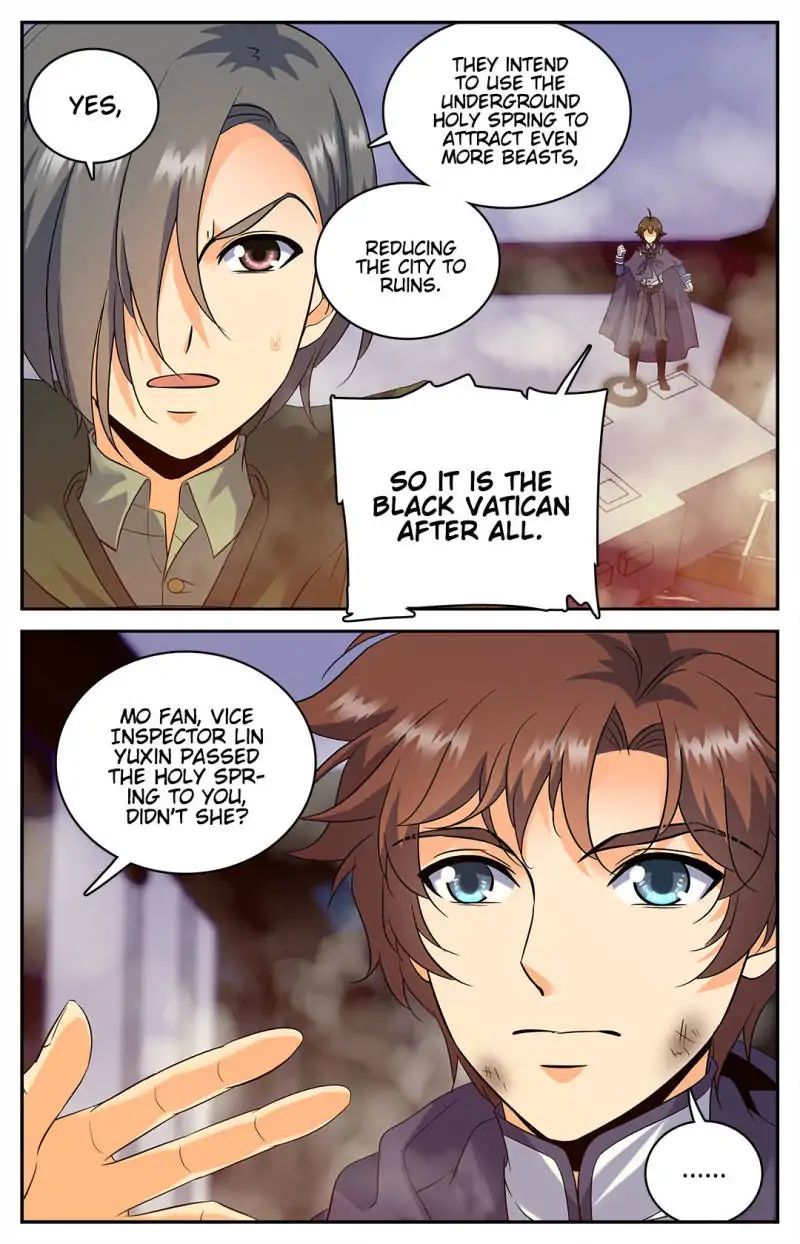 YES,
THEY INTEND
TO USE THE
UNDERGROUND
HOLY SPRING TO
ATTRACT EVEN
MORE BEASTS,
REDUCING
THE CITY TO
RUINS.
SO IT IS THE
BLACK VATICAN
AFTER ALL.
MO FAN, VICE
INSPECTOR LIN
YUXIN PASSED
THE HOLY SPR-
ING TO YOU,
DIDN'T SHE?
......